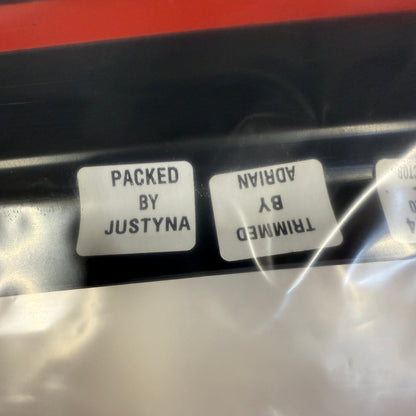 PACKED
BY
JUSTYNA
TRIMMED
BY
ADRIAN